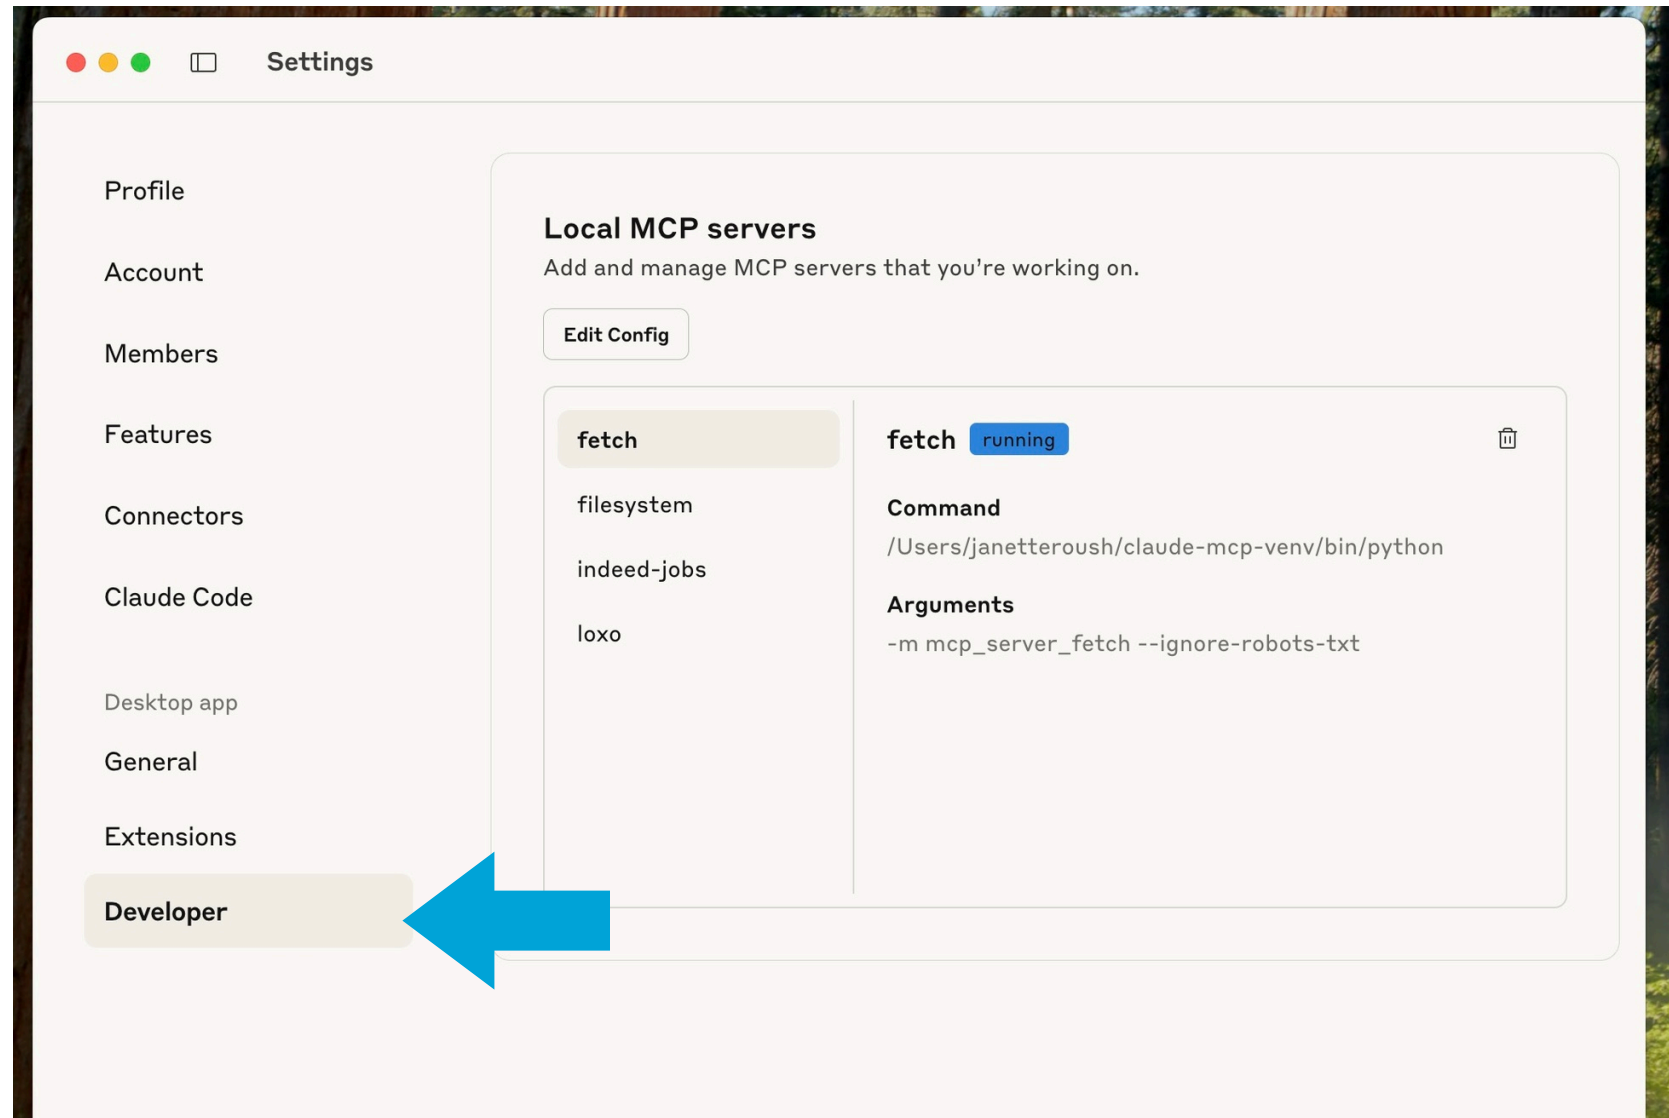 Settings
Profile
Account
Members
Features
Connectors
Claude Code
Desktop app
General
Extensions
Developer
Local MCP servers
Add and manage MCP servers that you’re working on.
Edit Config
fetch
filesystem
indeed-jobs
loxo
fetch running
Command
/Users/janetteroush/claude-mcp-venv/bin/python
Arguments
-m mcp_server_fetch --ignore-robots-txt